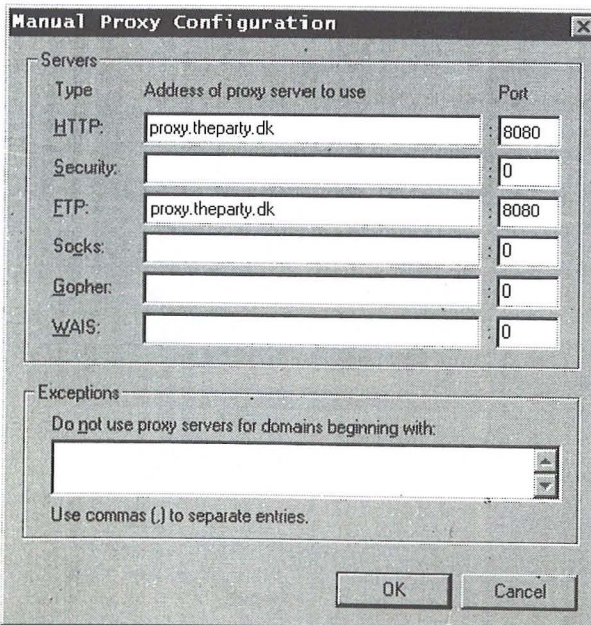 Manual Proxy Configuration
Servers
Type Address of proxy server to use Port
HTTP: proxy.theparty.dk : 8080
Security: : 0
FTP: proxy.theparty.dk : 8080
Socks: : 0
Gopher: : 0
WAIS: : 0
Exceptions
Do not use proxy servers for domains beginning with:
Use commas (,) to separate entries.
OK Cancel